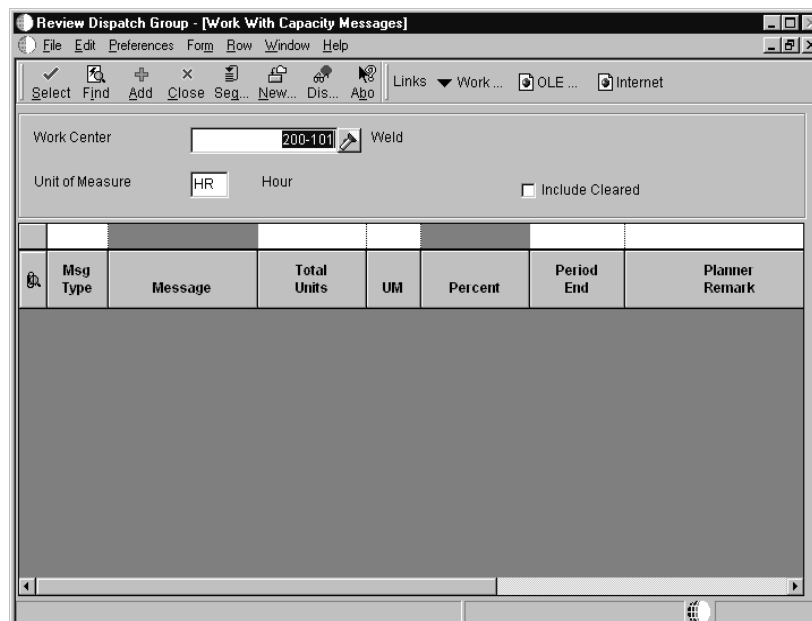 Review Dispatch Group - [Work With Capacity Messages]
File Edit Preferences Form Row Window Help
Select Find Add Close Seq... New... Dis... Abo Links Work ... OLE ... Internet
Work Center 200-101 Weld
Unit of Measure HR Hour Include Cleared
Msg Type Message Total Units UM Percent Period End Planner Remark